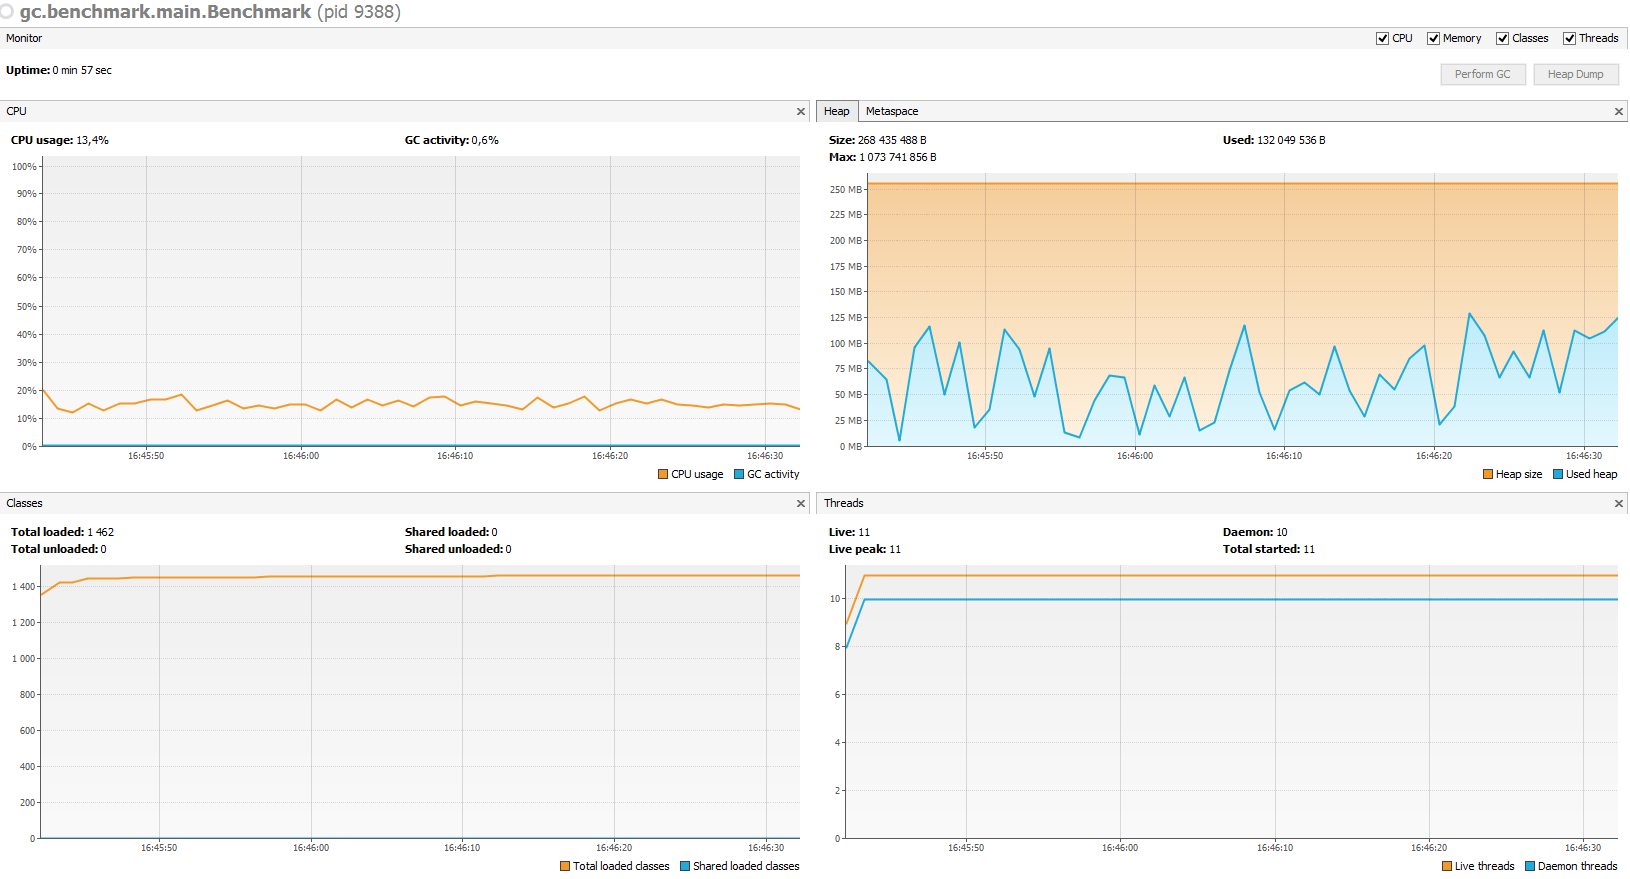 gc.benchmark.main.Benchmark (pid 9388)
Monitor
CPU Memory Classes Threads
Uptime: 0 min 57 sec
Perform GC Heap Dump
CPU
CPU usage: 13,4% GC activity: 0,6%
100%
90%
80%
70%
60%
50%
40%
30%
20%
10%
0%
16:45:50 16:46:00 16:46:10 16:46:20 16:46:30
CPU usage GC activity
Heap Metaspace
Size: 268 435 488 B Used: 132 049 536 B
Max: 1 073 741 856 B
250 MB
225 MB
200 MB
175 MB
150 MB
125 MB
100 MB
75 MB
50 MB
25 MB
0 MB
16:45:50 16:46:00 16:46:10 16:46:20 16:46:30
Heap size Used heap
Classes
Total loaded: 1 462 Shared loaded: 0
Total unloaded: 0 Shared unloaded: 0
1 400
1 200
1 000
800
600
400
200
0
16:45:50 16:46:00 16:46:10 16:46:20 16:46:30
Total loaded classes Shared loaded classes
Threads
Live: 11 Daemon: 10
Live peak: 11 Total started: 11
10
8
6
4
2
0
16:45:50 16:46:00 16:46:10 16:46:20 16:46:30
Live threads Daemon threads